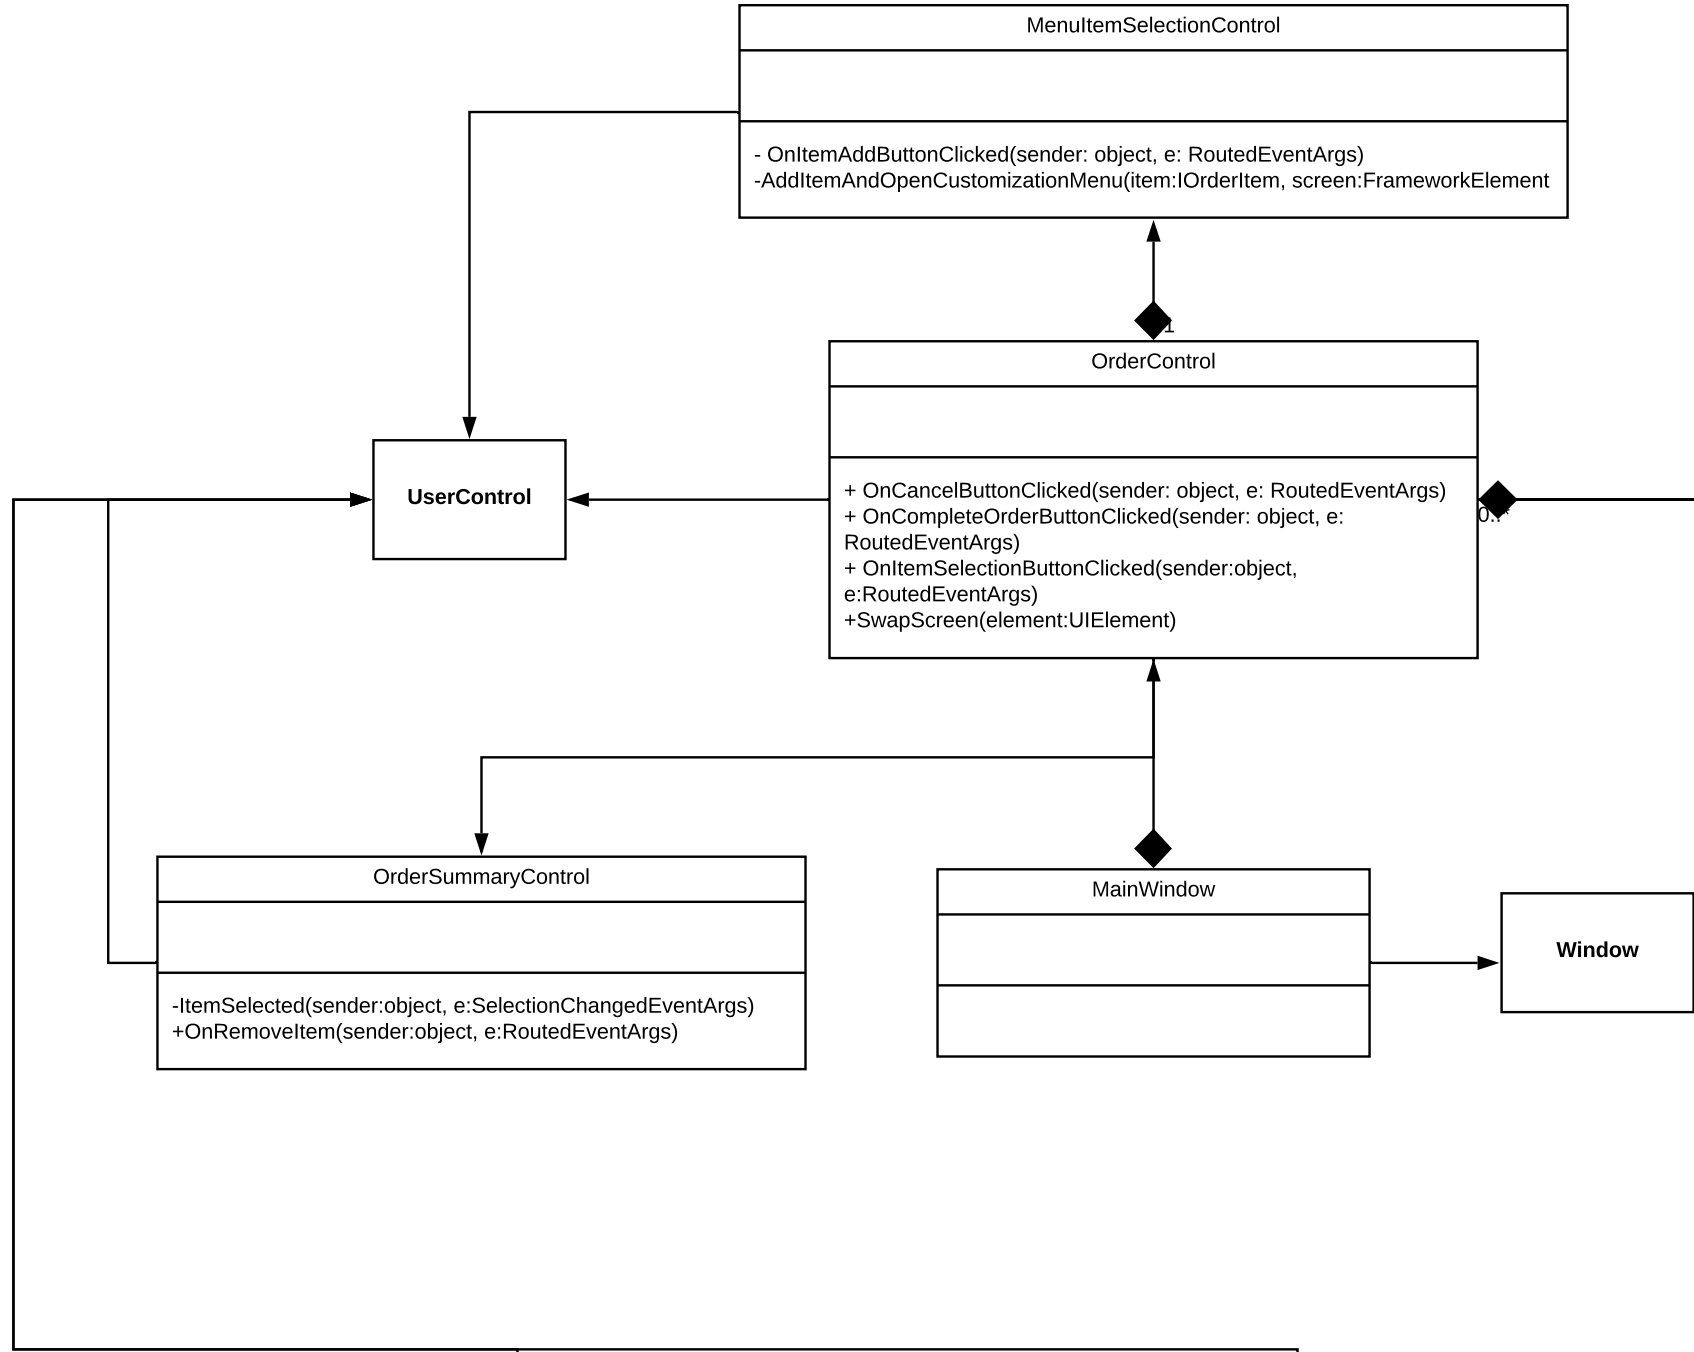 MenuItemSelectionControl
- OnItemAddButtonClicked(sender: object, e: RoutedEventArgs)
-AddItemAndOpenCustomizationMenu(item:IOrderItem, screen:FrameworkElement
1
OrderControl
+ OnCancelButtonClicked(sender: object, e: RoutedEventArgs)
+ OnCompleteOrderButtonClicked(sender: object, e:
RoutedEventArgs)
+ OnItemSelectionButtonClicked(sender:object,
e:RoutedEventArgs)
+SwapScreen(element:UIElement)
UserControl
0..*
OrderSummaryControl
-ItemSelected(sender:object, e:SelectionChangedEventArgs)
+OnRemoveItem(sender:object, e:RoutedEventArgs)
MainWindow
Window